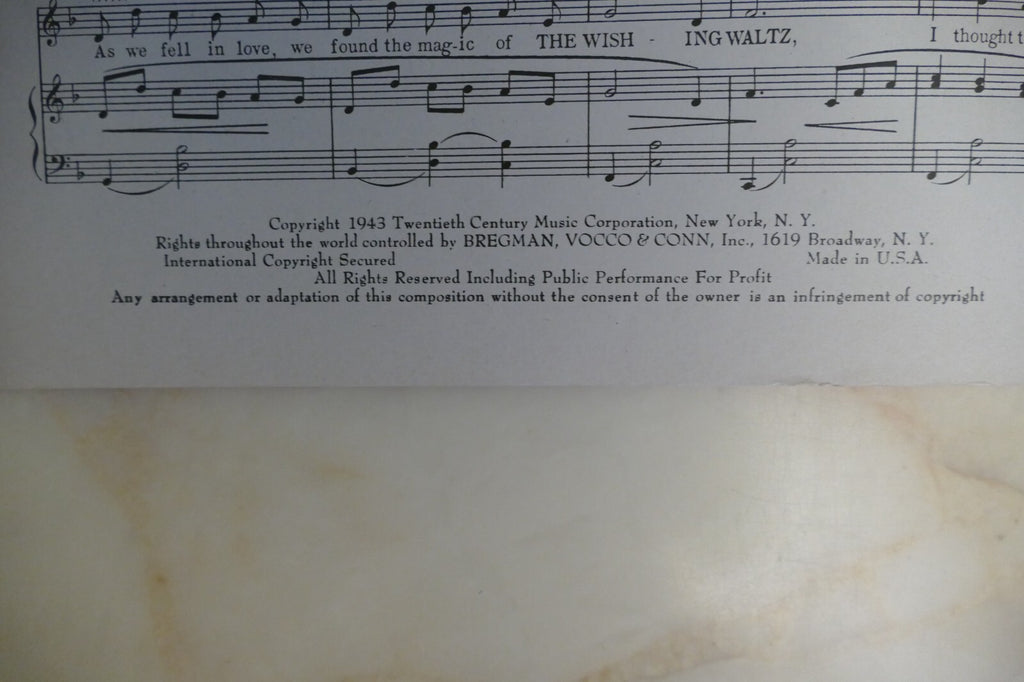 As we fell in love, we found the mag-ic of THE WISH - ING WALTZ, I thought
Copyright 1943 Twentieth Century Music Corporation, New York, N. Y.
Rights throughout the world controlled by BREGMAN, VOCCO & CONN, Inc., 1619 Broadway, N. Y.
International Copyright Secured Made in U.S.A.
All Rights Reserved Including Public Performance For Profit
Any arrangement or adaptation of this composition without the consent of the owner is an infringement of copyright